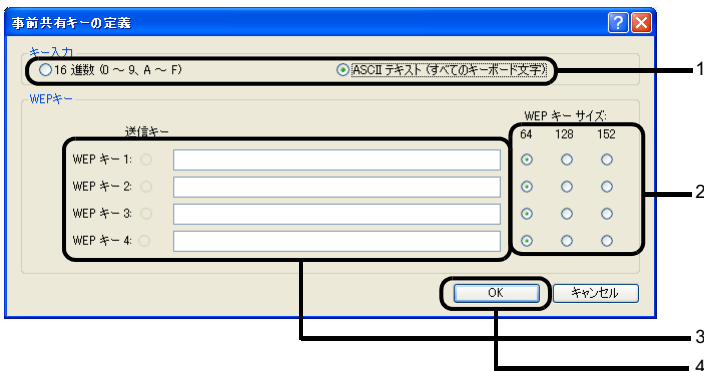 事前共有キーの定義
キー入力
16 進数 (0 ～ 9、A ～ F)
ASCII テキスト (すべてのキーボード文字)
1
WEPキー
WEP キー サイズ:
送信キー
64 128 152
WEP キー 1:
WEP キー 2:
2
WEP キー 3:
WEP キー 4:
OK
キャンセル
3
4